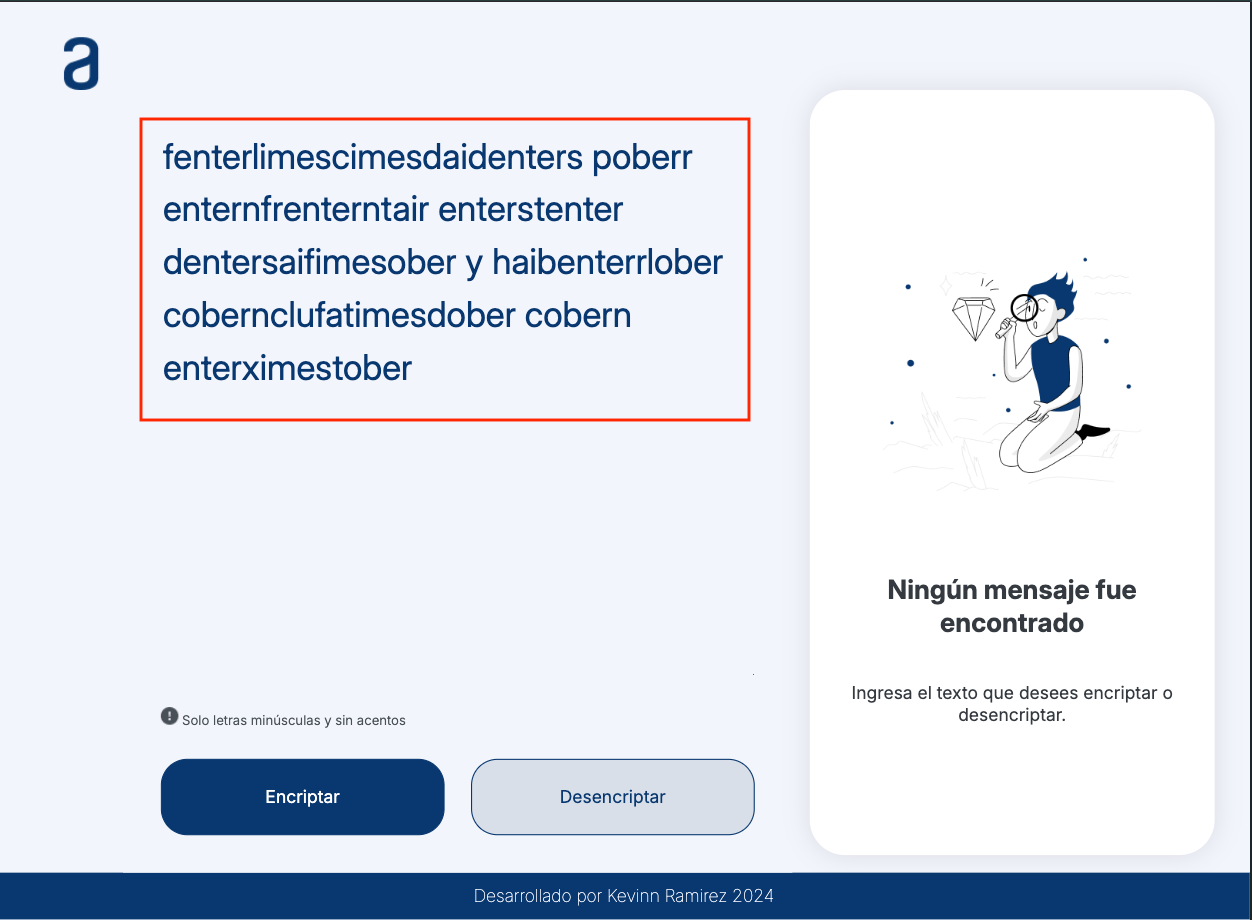 a
fenterlimescimesdaidenters poberr
enternfrenterntair enterstenter
dentersaifimesober y haibenterrlober
cobernclufatimesdober cobern
enterximestober
Solo letras minúsculas y sin acentos
Encriptar
Desencriptar
Ningún mensaje fue
encontrado
Ingresa el texto que desees encriptar o
desencriptar.
Desarrollado por Kevinn Ramirez 2024